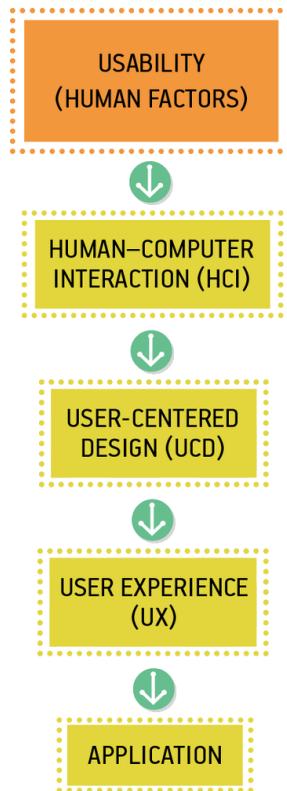 USABILITY
(HUMAN FACTORS)
HUMAN–COMPUTER
INTERACTION (HCI)
USER-CENTERED
DESIGN (UCD)
USER EXPERIENCE
(UX)
APPLICATION